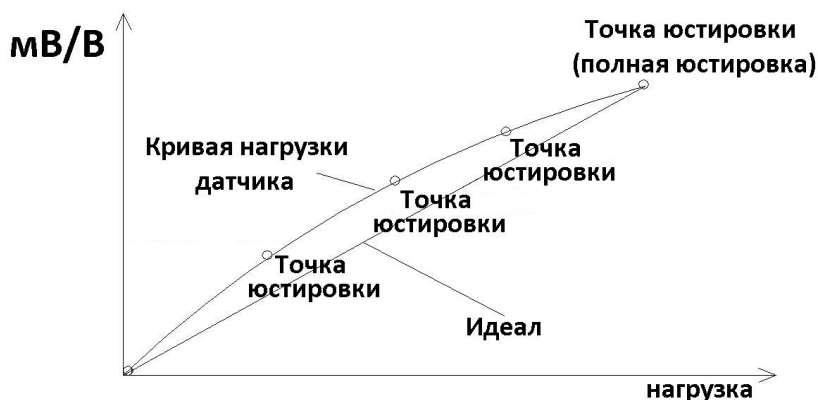 мВ/В
Точка юстировки
(полная юстировка)
Кривая нагрузки
датчика
Точка
юстировки
Точка
юстировки
Точка
юстировки
Идеал
нагрузка